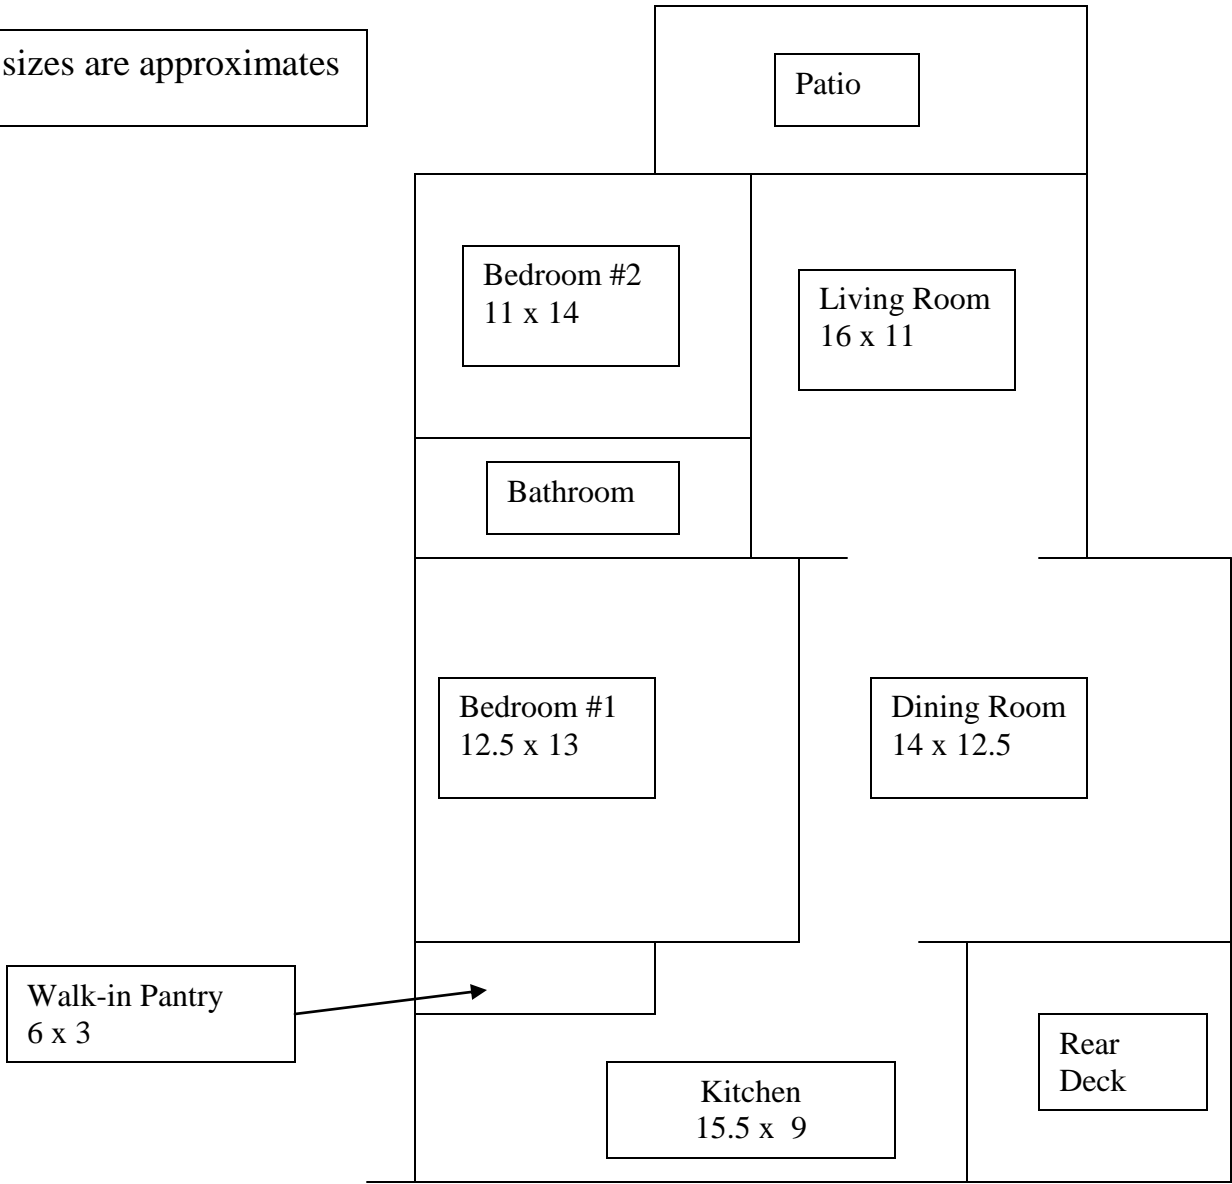 sizes are approximates
Patio
Bedroom #2
11 x 14
Living Room
16 x 11
Bathroom
Bedroom #1
12.5 x 13
Dining Room
14 x 12.5
Walk-in Pantry
6 x 3
Rear
Deck
Kitchen
15.5 x  9